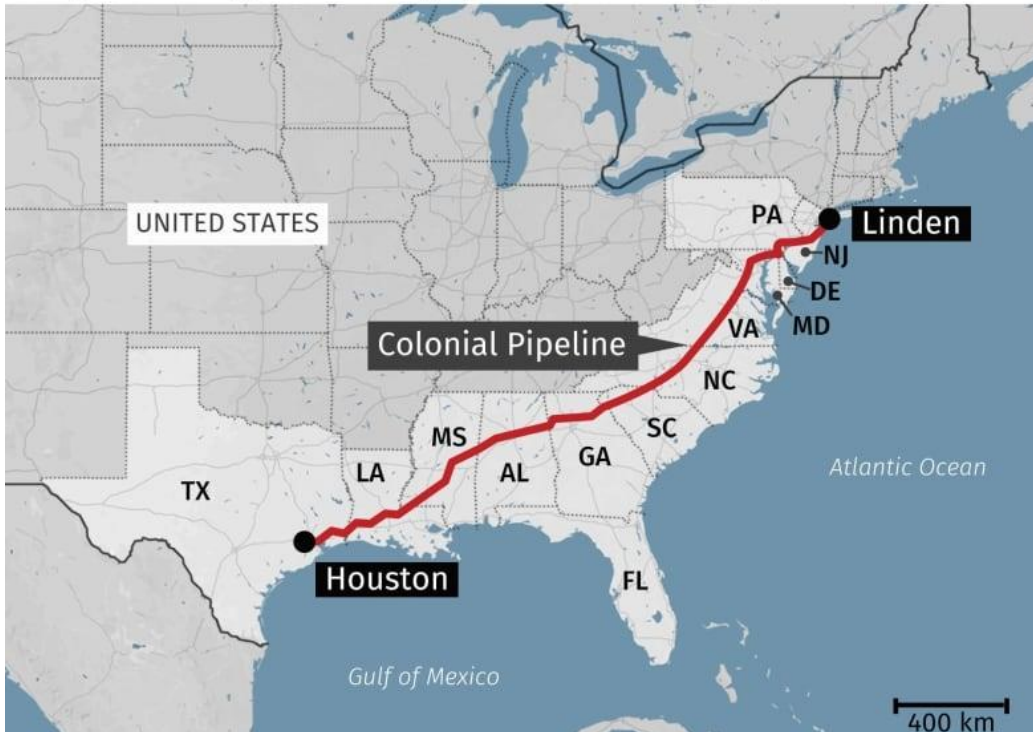 UNITED STATES
PA
Linden
NJ
DE
MD
VA
Colonial Pipeline
NC
SC
MS
GA
AL
LA
TX
Atlantic Ocean
Houston
FL
Gulf of Mexico
400 km